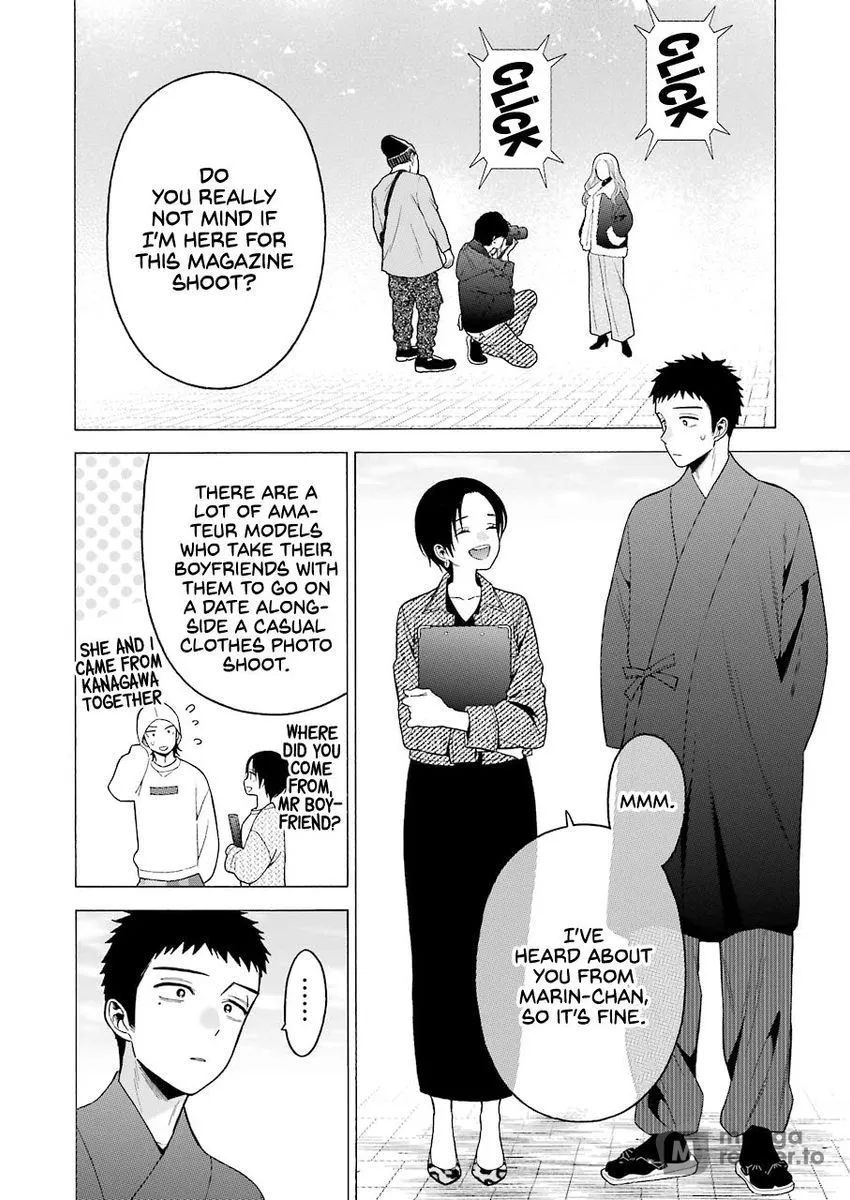 CLICK
CLICK
DO
YOU REALLY
NOT MIND IF
I'M HERE FOR
THIS MAGAZINE
SHOOT?
MMM.
I'VE
HEARD ABOUT
YOU FROM
MARIN-CHAN,
SO IT'S FINE.
THERE ARE A
LOT OF AMA-
TEUR MODELS
WHO TAKE THEIR
BOYFRIENDS WITH
THEM TO GO ON
A DATE ALONG-
SIDE A CASUAL
CLOTHES PHOTO
SHOOT.
WHERE
DID YOU
COME
FROM,
MR BOY-
FRIEND?
SHE AND I
CAME FROM
KANAGAWA
TOGETHER
........